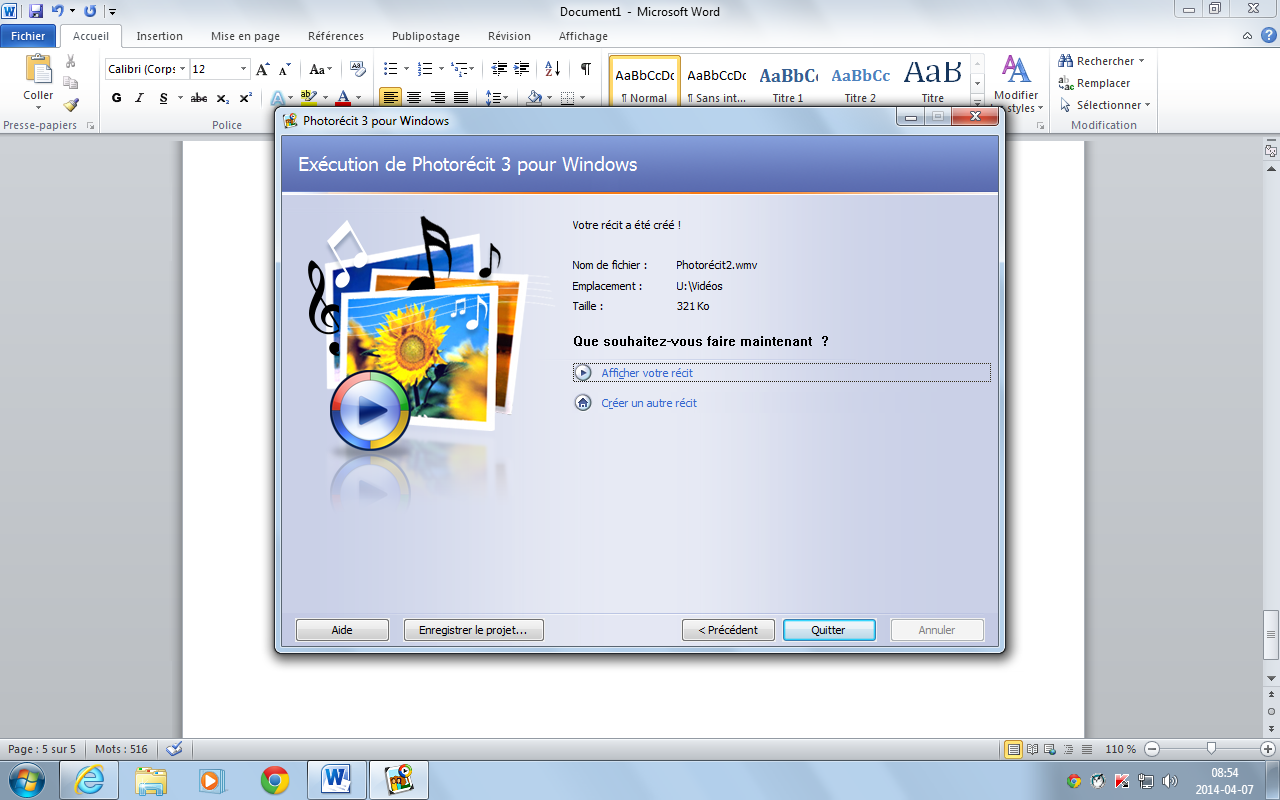 Document1 - Microsoft Word
Fichier Accueil Insertion Mise en page Références Publipostage Révision Affichage
Coller
Presse-papiers
Calibri (Corps 12
G I S abc x₂ x²
Police
AaBbCcDc AaBbCcDc AaBbC AaBbCc AaB
¶ Normal ¶ Sans int... Titre 1 Titre 2 Titre
Modifier
styles
Rechercher
Remplacer
Sélectionner
Modification
Photorécit 3 pour Windows
Exécution de Photorécit 3 pour Windows
Votre récit a été créé !
Nom de fichier : Photorécit2.wmv
Emplacement : U:\Vidéos
Taille : 321 Ko
Que souhaitez-vous faire maintenant ?
Afficher votre récit
Créer un autre récit
Aide Enregistrer le projet... < Précédent Quitter Annuler
Page : 5 sur 5 Mots : 516 110 %
08:54
2014-04-07